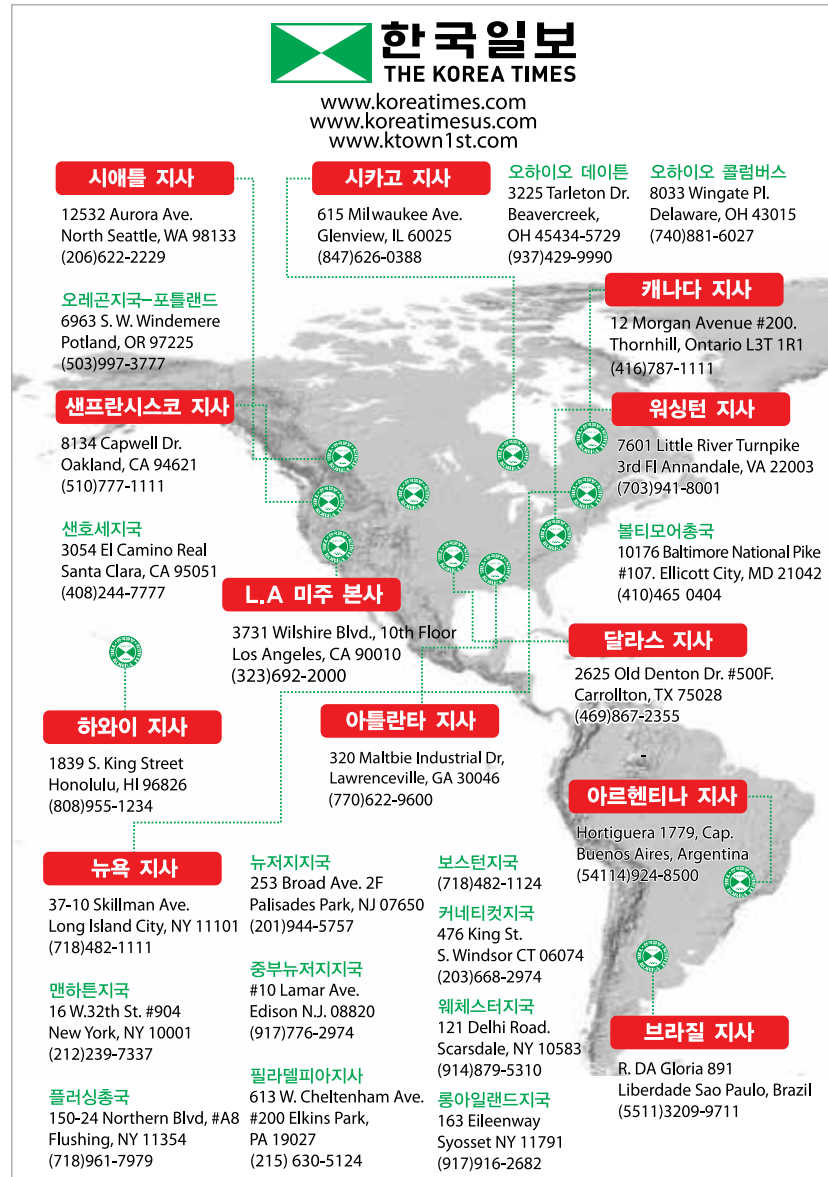 한국일보
THE KOREA TIMES
www.koreatimes.com
www.koreatimesus.com
www.ktown1st.com
시애틀 지사
12532 Aurora Ave.
North Seattle, WA 98133
(206)622-2229
오레곤지국-포틀랜드
6963 S. W. Windemere
Potland, OR 97225
(503)997-3777
시카고 지사
615 Milwaukee Ave.
Glenview, IL 60025
(847)626-0388
오하이오 데이튼
3225 Tarleton Dr.
Beavercreek,
OH 45434-5729
(937)429-9990
오하이오 콜럼버스
8033 Wingate Pl.
Delaware, OH 43015
(740)881-6027
캐나다 지사
12 Morgan Avenue #200.
Thornhill, Ontario L3T 1R1
(416)787-1111
샌프란시스코 지사
8134 Capwell Dr.
Oakland, CA 94621
(510)777-1111
샌호세지국
3054 El Camino Real
Santa Clara, CA 95051
(408)244-7777
워싱턴 지사
7601 Little River Turnpike
3rd Fl Annandale, VA 22003
(703)941-8001
볼티모어총국
10176 Baltimore National Pike
#107. Ellicott City, MD 21042
(410)465 0404
L.A 미주 본사
3731 Wilshire Blvd., 10th Floor
Los Angeles, CA 90010
(323)692-2000
달라스 지사
2625 Old Denton Dr. #500F.
Carrollton, TX 75028
(469)867-2355
-
하와이 지사
1839 S. King Street
Honolulu, HI 96826
(808)955-1234
아틀란타 지사
320 Maltbie Industrial Dr,
Lawrenceville, GA 30046
(770)622-9600
아르헨티나 지사
Hortiguera 1779, Cap.
Buenos Aires, Argentina
(54114)924-8500
뉴욕 지사
37-10 Skillman Ave.
Long Island City, NY 11101
(718)482-1111
맨하튼지국
16 W.32th St. #904
New York, NY 10001
(212)239-7337
플러싱총국
150-24 Northern Blvd, #A8
Flushing, NY 11354
(718)961-7979
뉴저지지국
253 Broad Ave. 2F
Palisades Park, NJ 07650
(201)944-5757
중부뉴저지지국
#10 Lamar Ave.
Edison N.J. 08820
(917)776-2974
필라델피아지사
613 W. Cheltenham Ave.
#200 Elkins Park,
PA 19027
(215) 630-5124
보스턴지국
(718)482-1124
커네티컷지국
476 King St.
S. Windsor CT 06074
(203)668-2974
웨체스터지국
121 Delhi Road.
Scarsdale, NY 10583
(914)879-5310
롱아일랜드지국
163 Eileenway
Syosset NY 11791
(917)916-2682
브라질 지사
R. DA Gloria 891
Liberdade Sao Paulo, Brazil
(5511)3209-9711